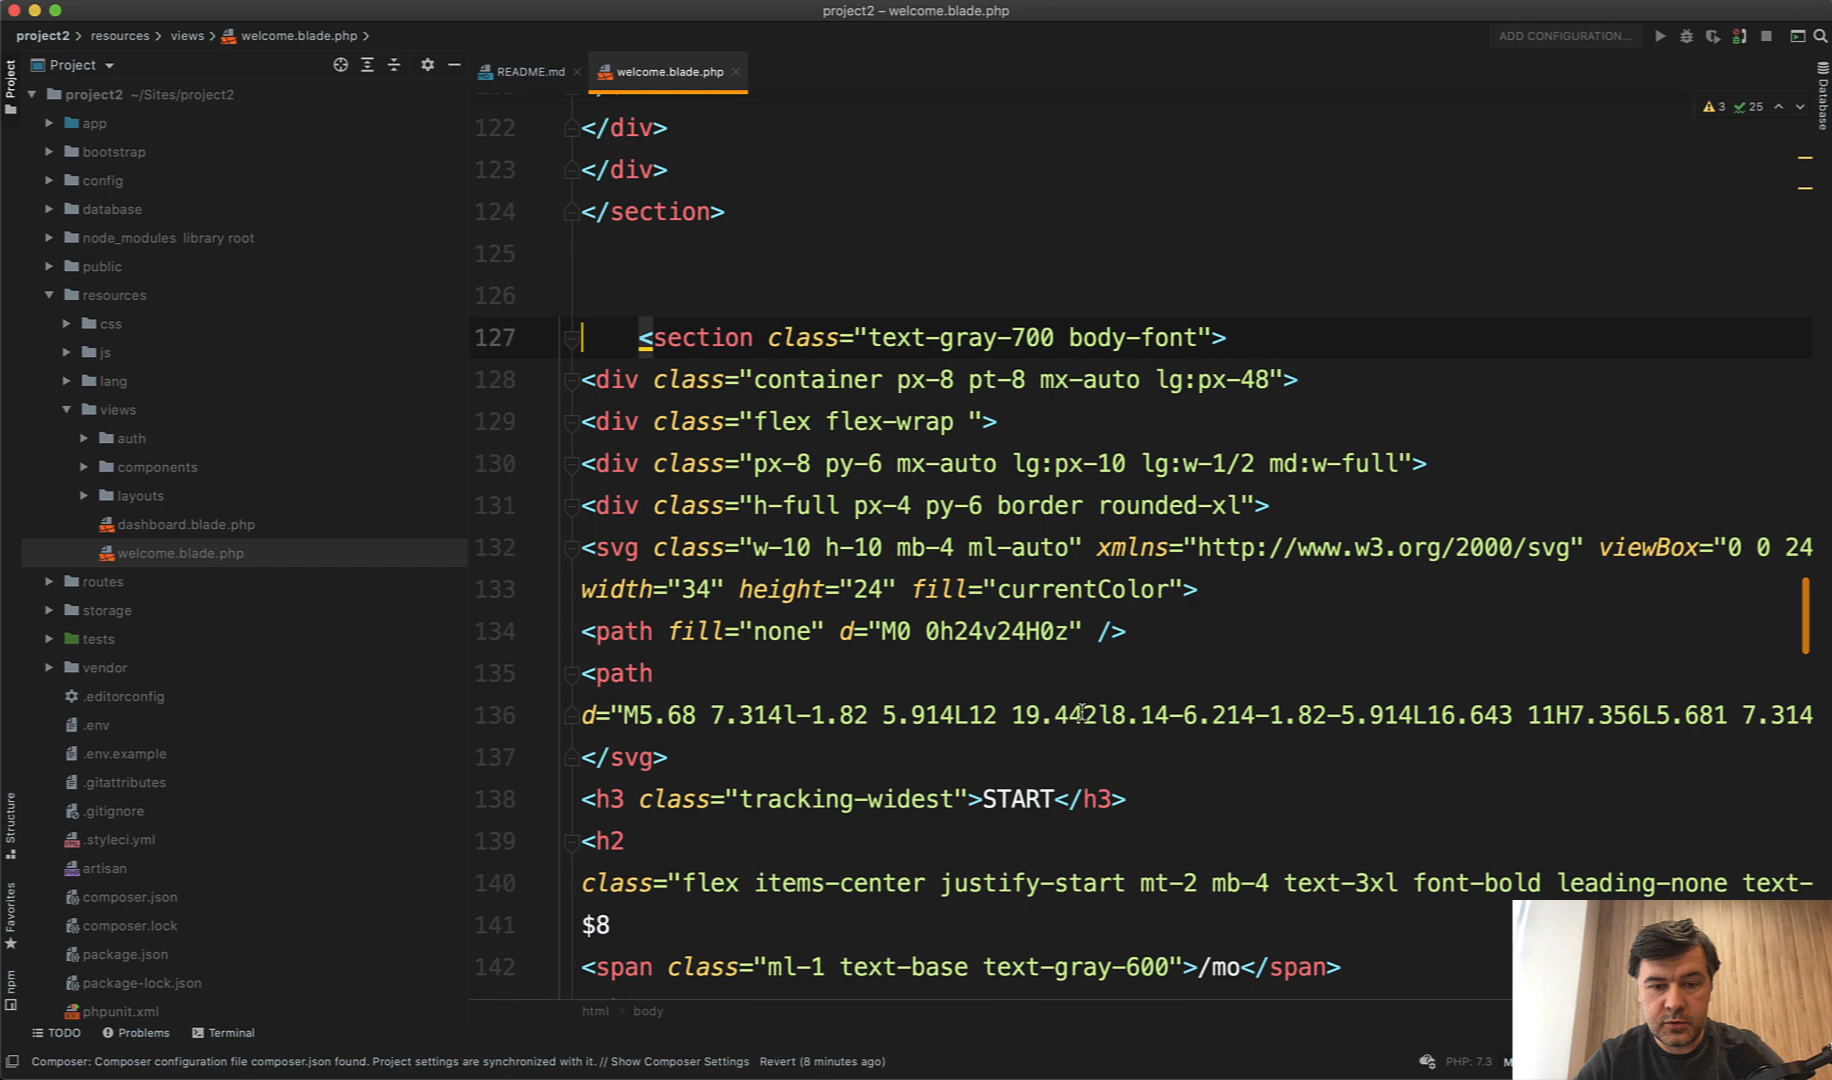 project2 – welcome.blade.php
project2 > resources > views > welcome.blade.php >
ADD CONFIGURATION...
Project
README.md
welcome.blade.php
3 25
Project
Database
project2 ~/Sites/project2
app
bootstrap
config
database
node_modules library root
public
resources
css
js
lang
views
auth
components
layouts
dashboard.blade.php
welcome.blade.php
routes
storage
tests
vendor
.editorconfig
.env
.env.example
.gitattributes
.gitignore
.styleci.yml
artisan
composer.json
composer.lock
package.json
package-lock.json
phpunit.xml
122 </div>
123 </div>
124 </section>
125
126
127 <section class="text-gray-700 body-font">
128 <div class="container px-8 pt-8 mx-auto lg:px-48">
129 <div class="flex flex-wrap ">
130 <div class="px-8 py-6 mx-auto lg:px-10 lg:w-1/2 md:w-full">
131 <div class="h-full px-4 py-6 border rounded-xl">
132 <svg class="w-10 h-10 mb-4 ml-auto" xmlns="http://www.w3.org/2000/svg" viewBox="0 0 24
133 width="34" height="24" fill="currentColor">
134 <path fill="none" d="M0 0h24v24H0z" />
135 <path
136 d="M5.68 7.314l-1.82 5.914L12 19.442l8.14-6.214-1.82-5.914L16.643 11H7.356L5.681 7.314
137 </svg>
138 <h3 class="tracking-widest">START</h3>
139 <h2
140 class="flex items-center justify-start mt-2 mb-4 text-3xl font-bold leading-none text-
141 $8
142 <span class="ml-1 text-base text-gray-600">/mo</span>
html > body
Structure
Favorites
npm
TODO
Problems
Terminal
Composer: Composer configuration file composer.json found. Project settings are synchronized with it. // Show Composer Settings Revert (8 minutes ago)
PHP: 7.3